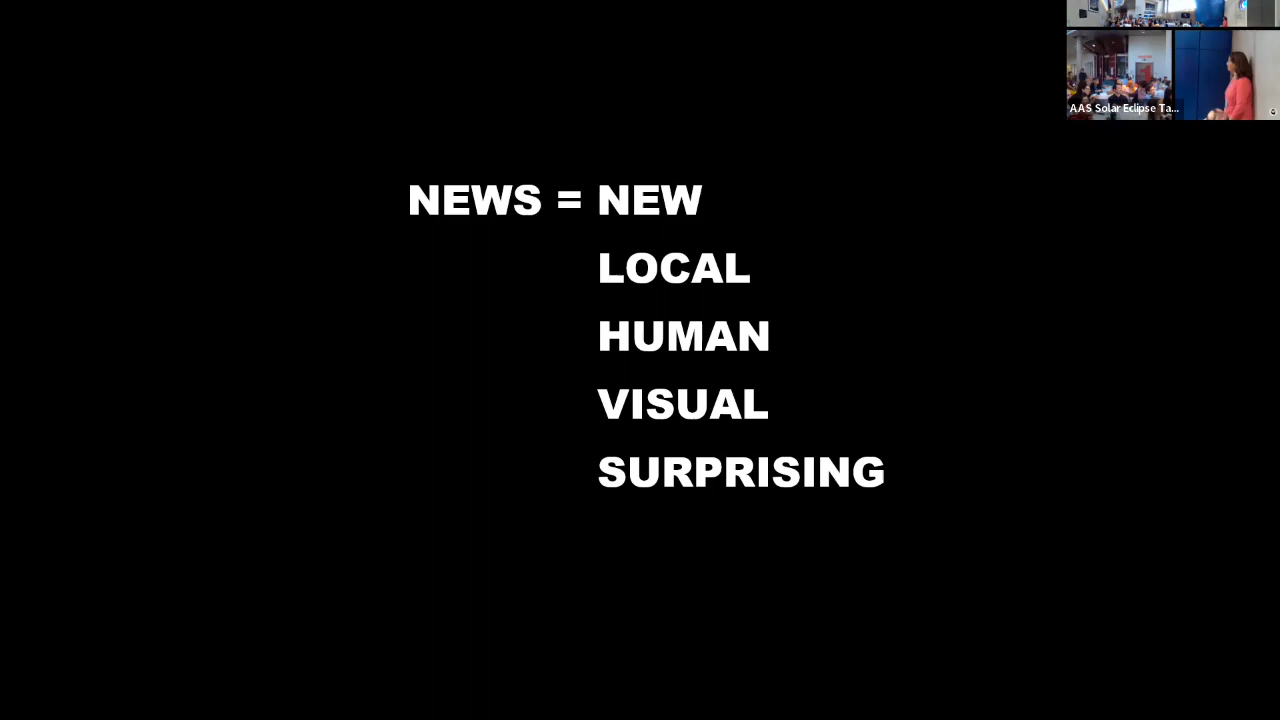 AAS Solar Eclipse Ta...
NEWS = NEW
LOCAL
HUMAN
VISUAL
SURPRISING